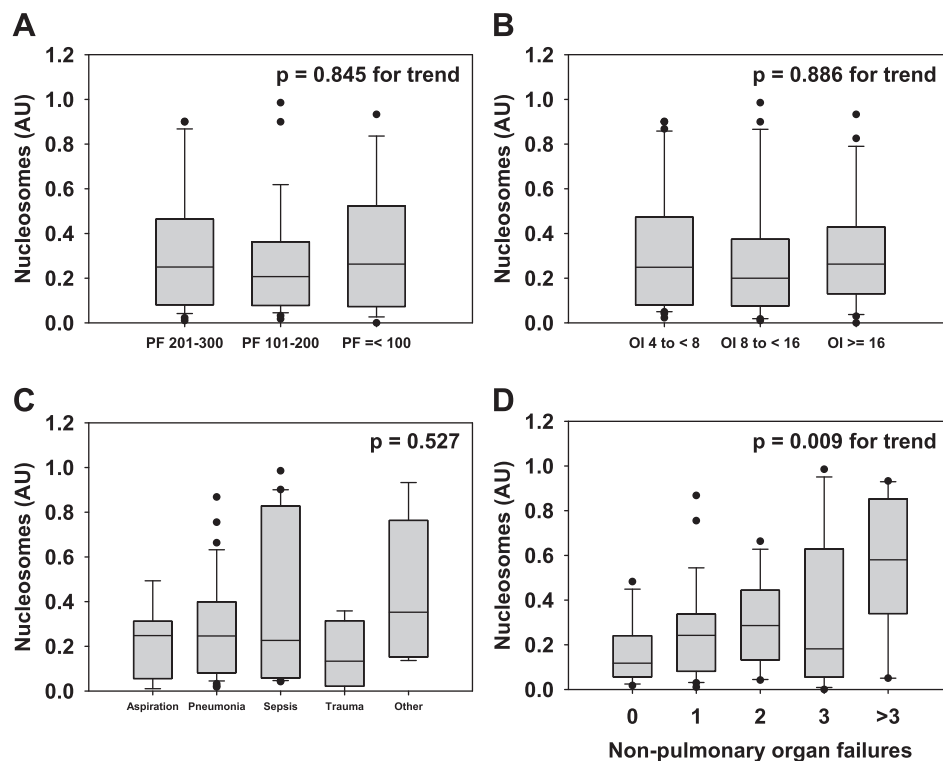 A
p = 0.845 for trend
Nucleosomes (AU)
1.2
1.0
0.8
0.6
0.4
0.2
0.0
PF 201-300 PF 101-200 PF =< 100
B
p = 0.886 for trend
Nucleosomes (AU)
1.2
1.0
0.8
0.6
0.4
0.2
0.0
OI 4 to < 8 OI 8 to < 16 OI >= 16
C
p = 0.527
Nucleosomes (AU)
1.2
1.0
0.8
0.6
0.4
0.2
0.0
Aspiration Pneumonia Sepsis Trauma Other
D
p = 0.009 for trend
Nucleosomes (AU)
1.2
1.0
0.8
0.6
0.4
0.2
0.0
0 1 2 3 >3
Non-pulmonary organ failures